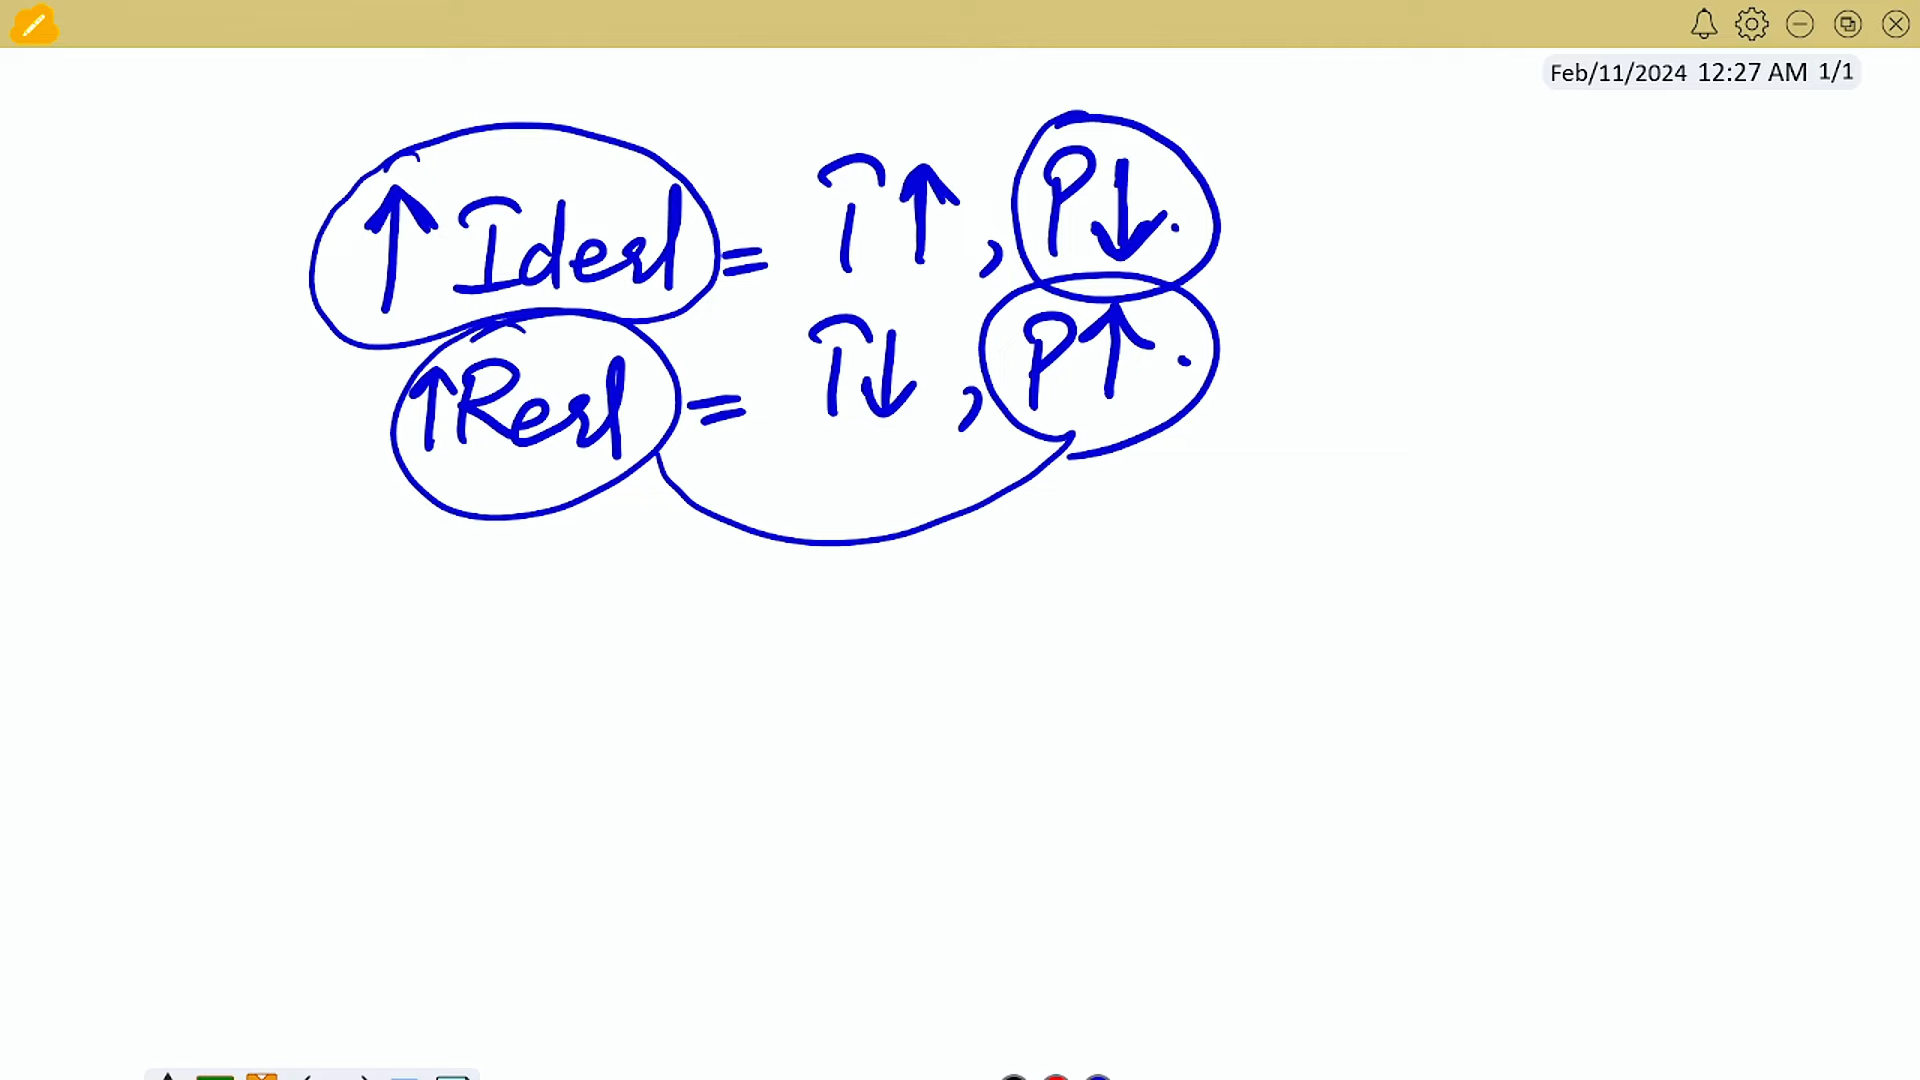 Feb/11/2024 12:27 AM 1/1
↑ Ideal = T↑, P↓.
↑ Real = T↓, P↑.